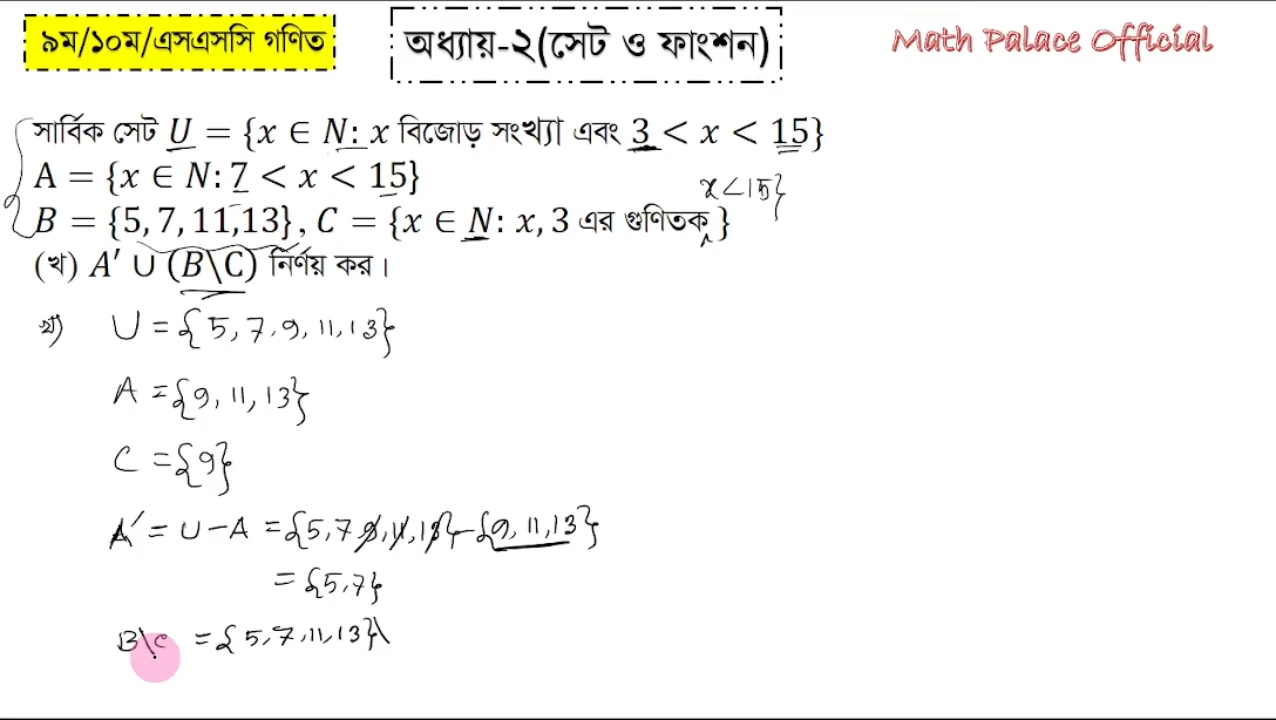 ৯ম/১০ম/এসএসসি গণিত
অধ্যায়-২(সেট ও ফাংশন)
Math Palace Official
সার্বিক সেট U = {x ∈ N: x বিজোড় সংখ্যা এবং 3 < x < 15}
A = {x ∈ N: 7 < x < 15}
x<15}
B = {5, 7, 11,13}, C = {x ∈ N: x, 3 এর গুণিতক }
(খ) A′ ∪ (B\C) নির্ণয় কর।
খ) U = {5, 7, 9, 11, 13}
A = {9, 11, 13}
C = {9}
A′ = U - A = {5, 7 9, 11, 13} - {9, 11, 13}
= {5, 7}
B\C = {5, 7, 11, 13}\